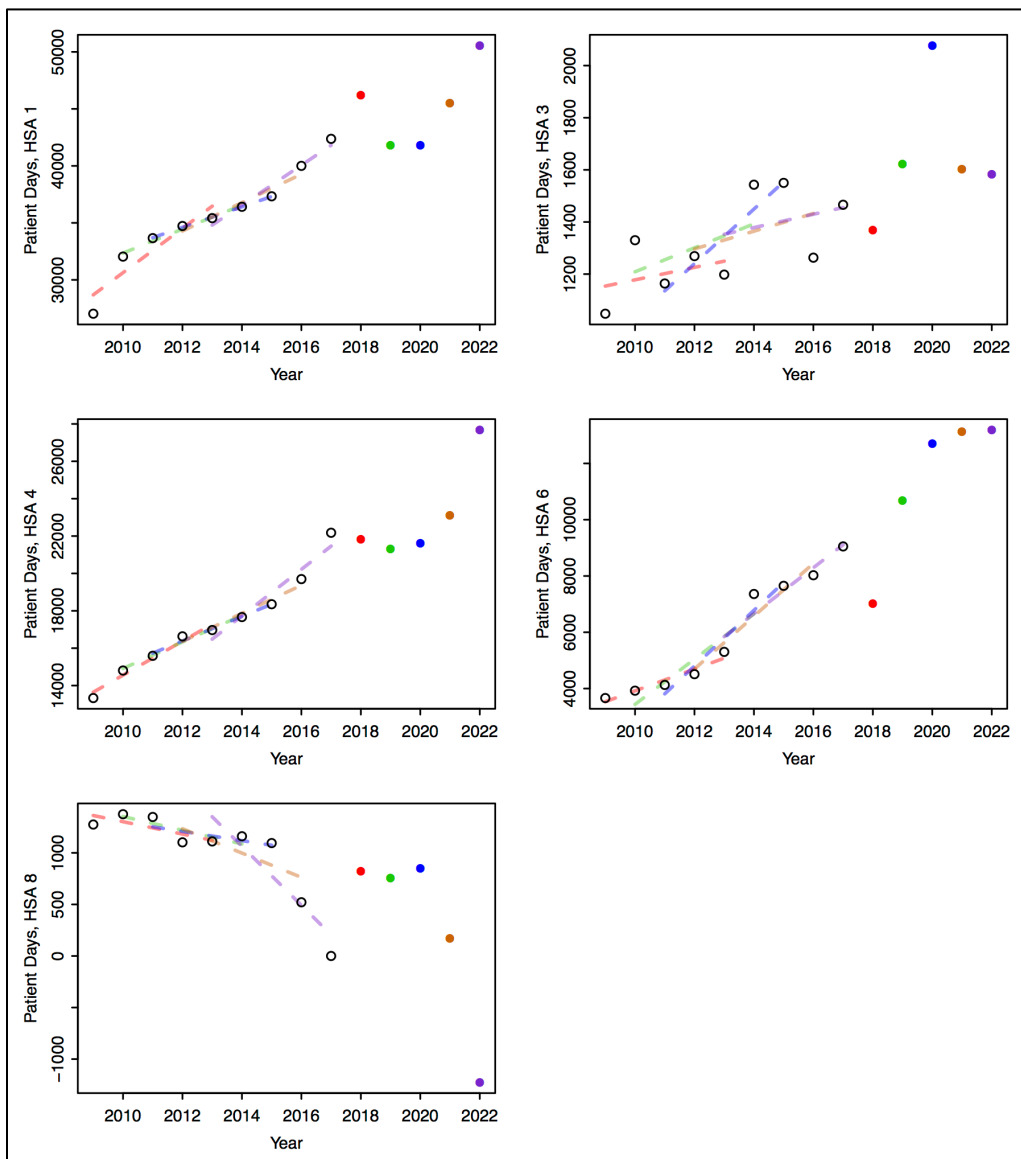 Patient Days, HSA 1
30000 40000 50000
2010 2012 2014 2016 2018 2020 2022
Year
Patient Days, HSA 3
1200 1400 1600 1800 2000
2010 2012 2014 2016 2018 2020 2022
Year
Patient Days, HSA 4
14000 18000 22000 26000
2010 2012 2014 2016 2018 2020 2022
Year
Patient Days, HSA 6
4000 6000 8000 10000
2010 2012 2014 2016 2018 2020 2022
Year
Patient Days, HSA 8
-1000 0 500 1000
2010 2012 2014 2016 2018 2020 2022
Year